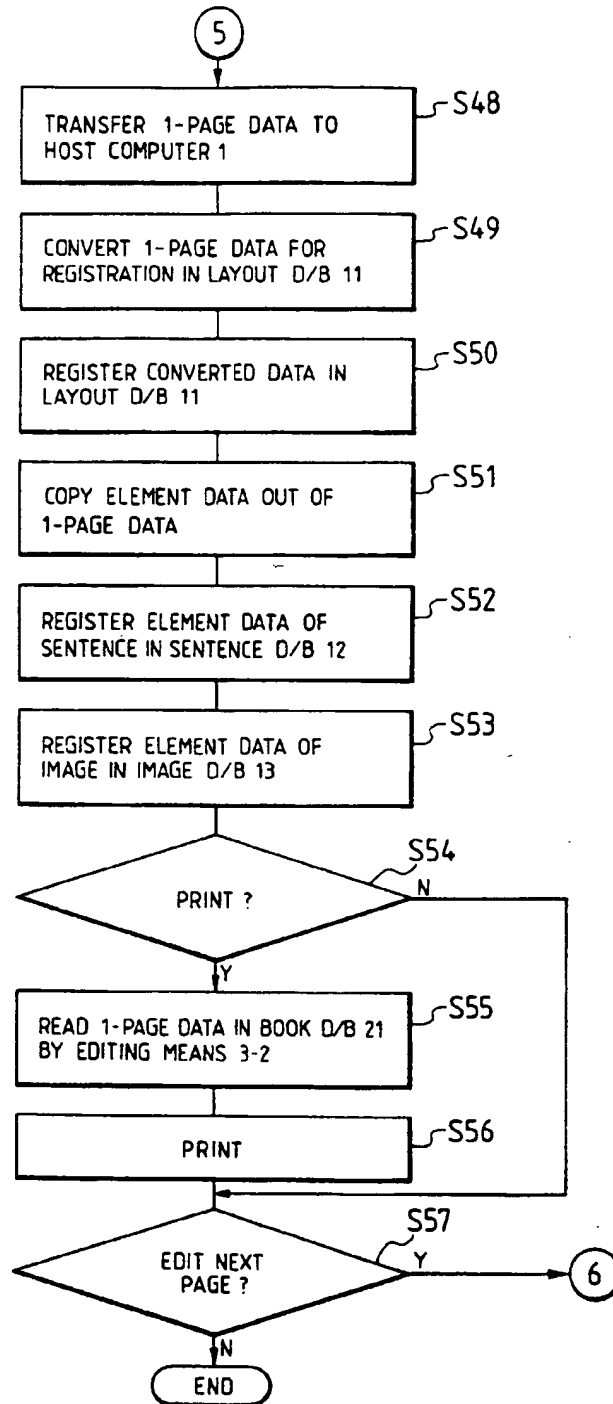 5
TRANSFER 1-PAGE DATA TO
HOST COMPUTER 1
S48
CONVERT 1-PAGE DATA FOR
REGISTRATION IN LAYOUT D/B 11
S49
REGISTER CONVERTED DATA IN
LAYOUT D/B 11
S50
COPY ELEMENT DATA OUT OF
1-PAGE DATA
S51
REGISTER ELEMENT DATA OF
SENTENCE IN SENTENCE D/B 12
S52
REGISTER ELEMENT DATA OF
IMAGE IN IMAGE D/B 13
S53
PRINT ?
S54
N
Y
READ 1-PAGE DATA IN BOOK D/B 21
BY EDITING MEANS 3-2
S55
PRINT
S56
EDIT NEXT
PAGE ?
S57
Y
6
N
END